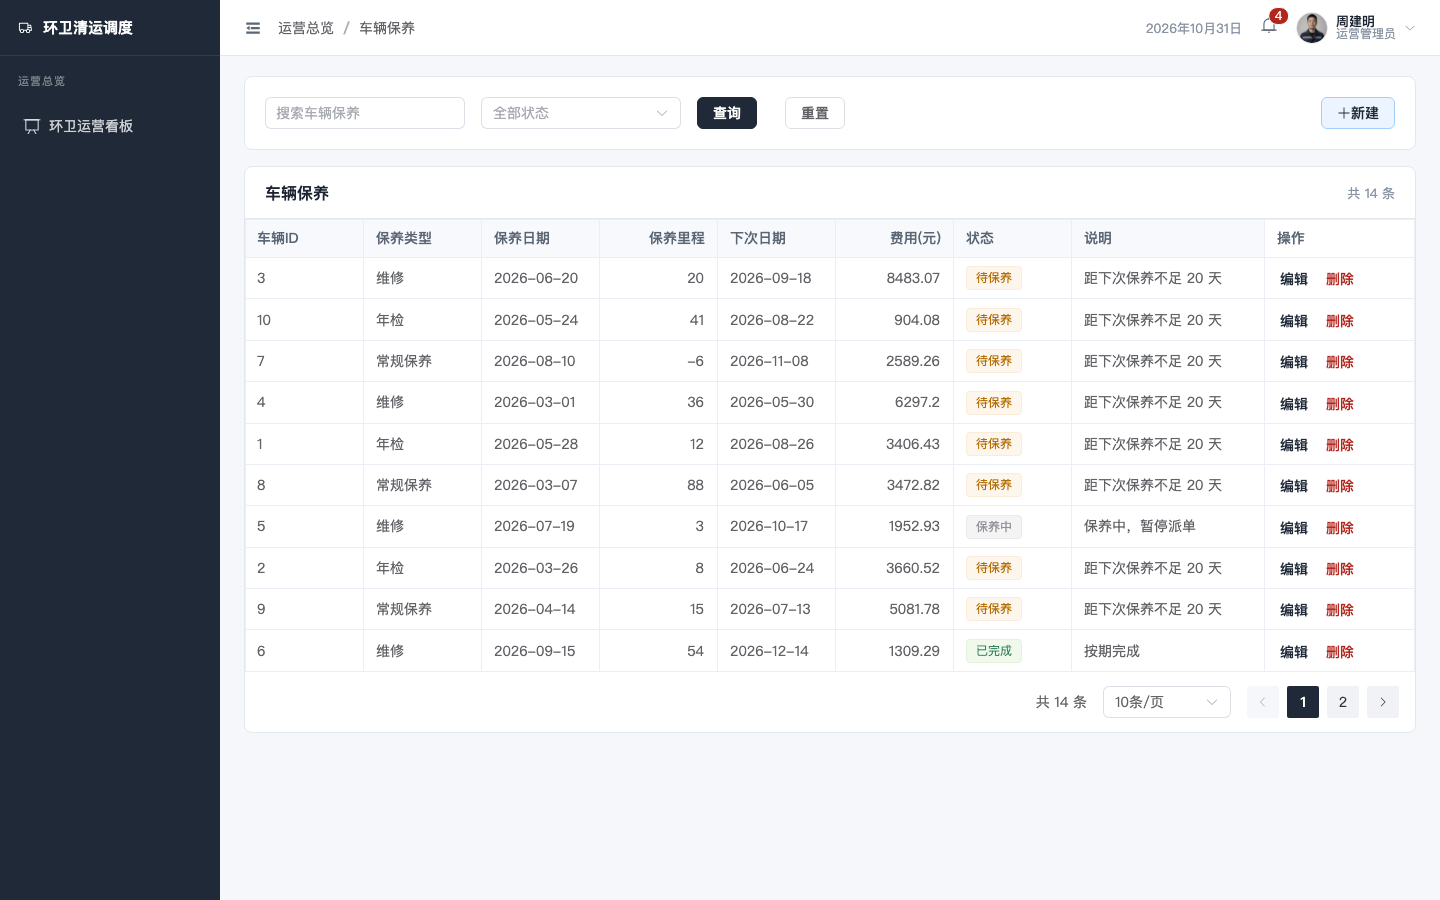 环卫清运调度
运营总览 / 车辆保养
2026年10月31日
4
周建明
运营管理员
运营总览
环卫运营看板
搜索车辆保养
全部状态
查询
重置
+新建
车辆保养
共 14 条
车辆ID 保养类型 保养日期 保养里程 下次日期 费用(元) 状态 说明 操作
3 维修 2026-06-20 20 2026-09-18 8483.07 待保养 距下次保养不足 20 天 编辑 删除
10 年检 2026-05-24 41 2026-08-22 904.08 待保养 距下次保养不足 20 天 编辑 删除
7 常规保养 2026-08-10 -6 2026-11-08 2589.26 待保养 距下次保养不足 20 天 编辑 删除
4 维修 2026-03-01 36 2026-05-30 6297.2 待保养 距下次保养不足 20 天 编辑 删除
1 年检 2026-05-28 12 2026-08-26 3406.43 待保养 距下次保养不足 20 天 编辑 删除
8 常规保养 2026-03-07 88 2026-06-05 3472.82 待保养 距下次保养不足 20 天 编辑 删除
5 维修 2026-07-19 3 2026-10-17 1952.93 保养中 保养中，暂停派单 编辑 删除
2 年检 2026-03-26 8 2026-06-24 3660.52 待保养 距下次保养不足 20 天 编辑 删除
9 常规保养 2026-04-14 15 2026-07-13 5081.78 待保养 距下次保养不足 20 天 编辑 删除
6 维修 2026-09-15 54 2026-12-14 1309.29 已完成 按期完成 编辑 删除
共 14 条 10条/页 1 2